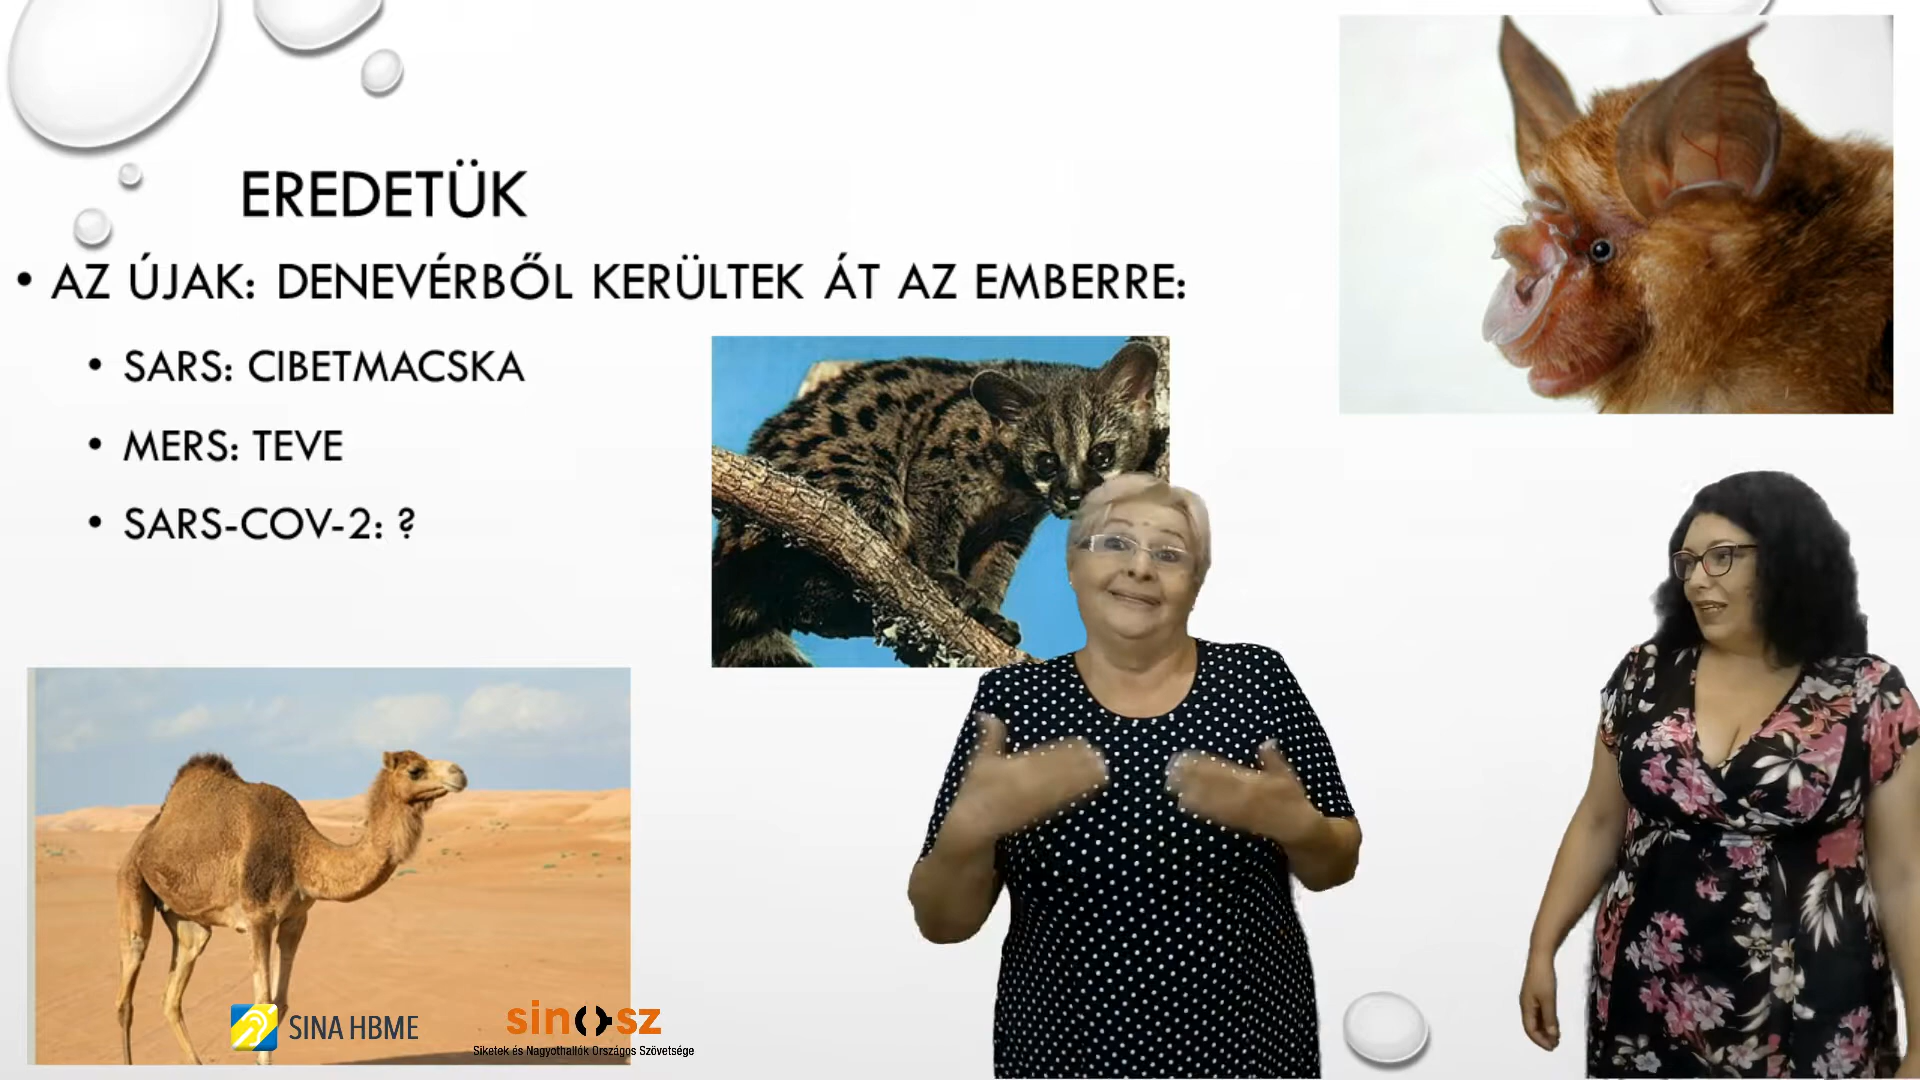 EREDETÜK
• AZ ÚJAK: DENEVÉRBŐL KERÜLTEK ÁT AZ EMBERRE:
• SARS: CIBETMACSKA
• MERS: TEVE
• SARS-COV-2: ?
SINA HBME
sinosz
Siketek és Nagyothallók Országos Szövetsége